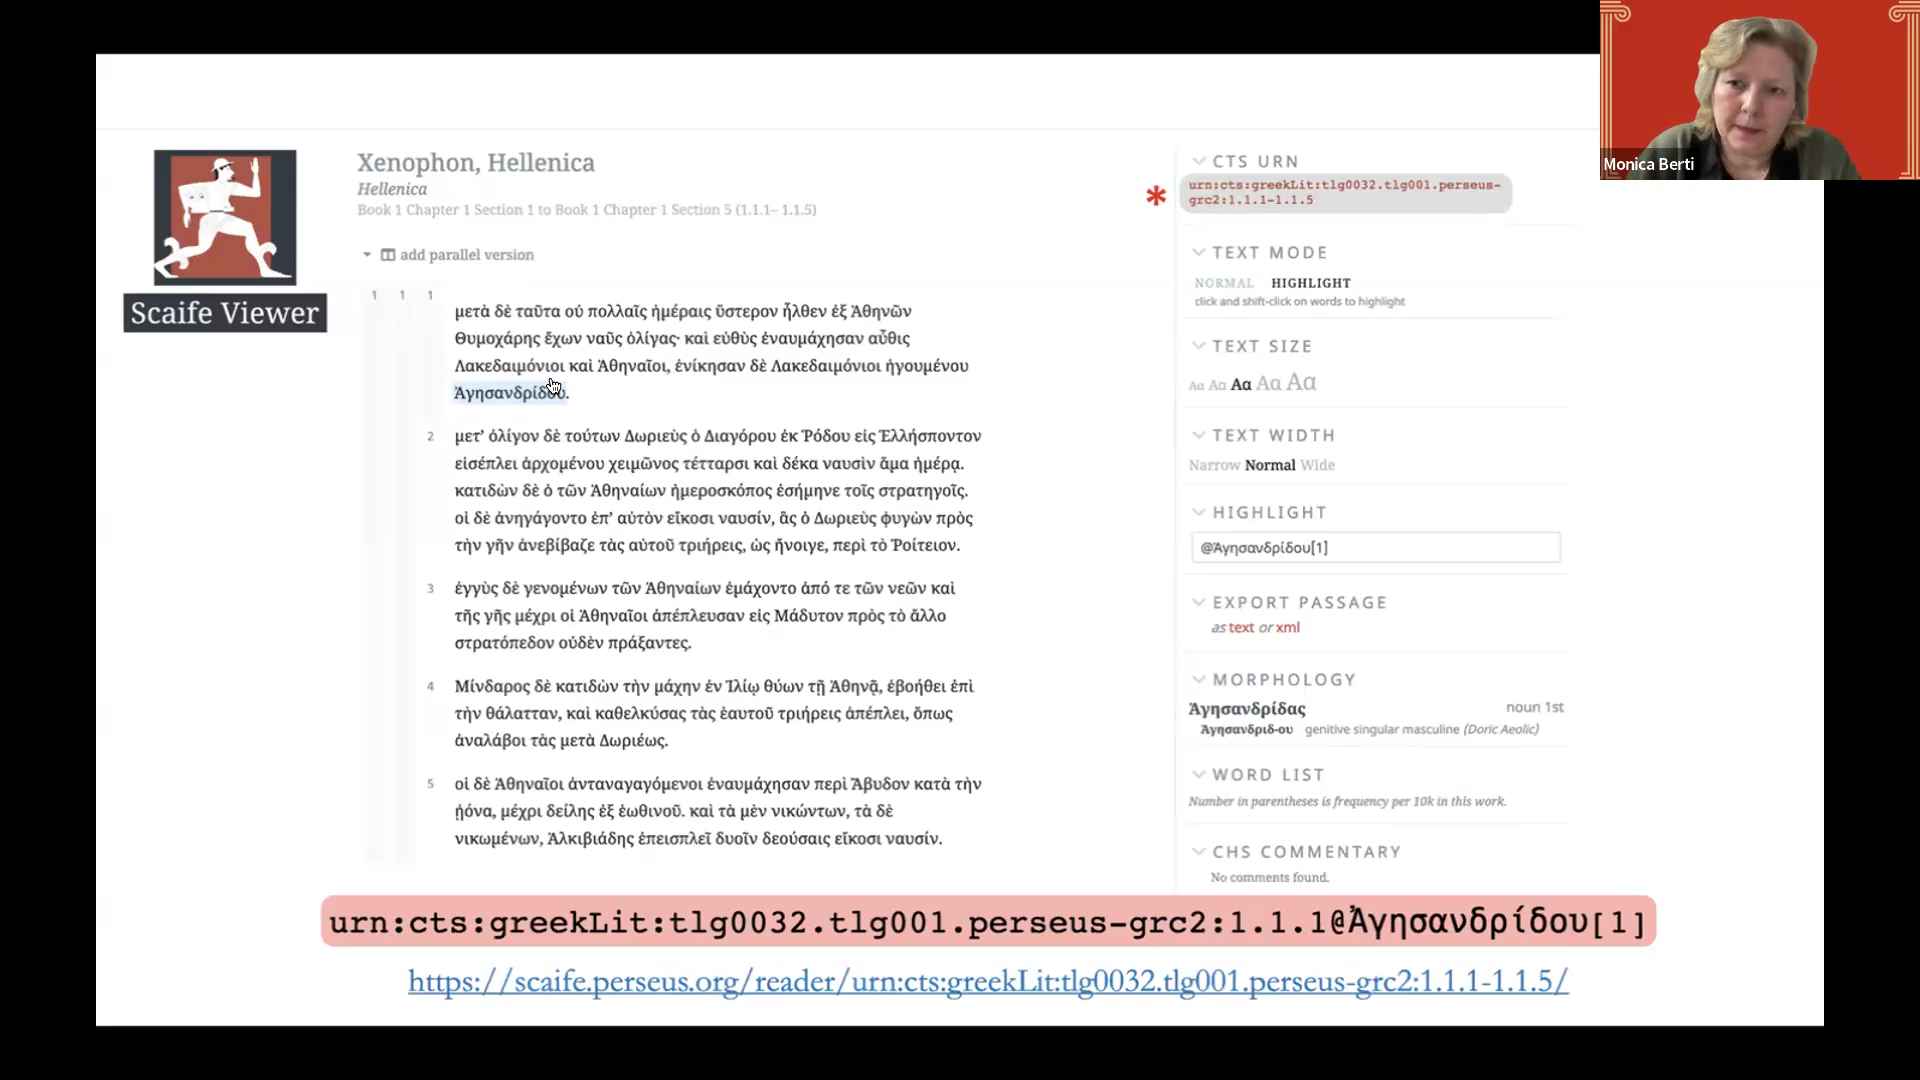 Monica Berti
Scaife Viewer
Xenophon, Hellenica
Hellenica
Book 1 Chapter 1 Section 1 to Book 1 Chapter 1 Section 5 (1.1.1– 1.1.5)
add parallel version
1 1 1
μετὰ δὲ ταῦτα οὐ πολλαῖς ἡμέραις ὕστερον ἦλθεν ἐξ Ἀθηνῶν
Θυμοχάρης ἔχων ναῦς ὀλίγας· καὶ εὐθὺς ἐναυμάχησαν αὖθις
Λακεδαιμόνιοι καὶ Ἀθηναῖοι, ἐνίκησαν δὲ Λακεδαιμόνιοι ἡγουμένου
Ἀγησανδρίδου.
2 μετ’ ὀλίγον δὲ τούτων Δωριεὺς ὁ Διαγόρου ἐκ Ῥόδου εἰς Ἑλλήσποντον
εἰσέπλει ἀρχομένου χειμῶνος τέτταρσι καὶ δέκα ναυσὶν ἅμα ἡμέρᾳ.
κατιδὼν δὲ ὁ τῶν Ἀθηναίων ἡμεροσκόπος ἐσήμηνε τοῖς στρατηγοῖς.
οἱ δὲ ἀνηγάγοντο ἐπ’ αὐτὸν εἴκοσι ναυσίν, ἃς ὁ Δωριεὺς φυγὼν πρὸς
τὴν γῆν ἀνεβίβαζε τὰς αὑτοῦ τριήρεις, ὡς ἤνοιγε, περὶ τὸ Ῥοίτειον.
3 ἐγγὺς δὲ γενομένων τῶν Ἀθηναίων ἐμάχοντο ἀπό τε τῶν νεῶν καὶ
τῆς γῆς μέχρι οἱ Ἀθηναῖοι ἀπέπλευσαν εἰς Μάδυτον πρὸς τὸ ἄλλο
στρατόπεδον οὐδὲν πράξαντες.
4 Μίνδαρος δὲ κατιδὼν τὴν μάχην ἐν Ἰλίῳ θύων τῇ Ἀθηνᾷ, ἐβοήθει ἐπὶ
τὴν θάλατταν, καὶ καθελκύσας τὰς ἑαυτοῦ τριήρεις ἀπέπλει, ὅπως
ἀναλάβοι τὰς μετὰ Δωριέως.
5 οἱ δὲ Ἀθηναῖοι ἀνταναγαγόμενοι ἐναυμάχησαν περὶ Ἄβυδον κατὰ τὴν
ᾐόνα, μέχρι δείλης ἐξ ἑωθινοῦ. καὶ τὰ μὲν νικώντων, τὰ δὲ
νικωμένων, Ἀλκιβιάδης ἐπεισπλεῖ δυοῖν δεούσαις εἴκοσι ναυσίν.
CTS URN
* urn:cts:greekLit:tlg0032.tlg001.perseus-
grc2:1.1.1-1.1.5
TEXT MODE
NORMAL HIGHLIGHT
click and shift-click on words to highlight
TEXT SIZE
Aα Aα Aα Aα Aα
TEXT WIDTH
Narrow Normal Wide
HIGHLIGHT
@Ἀγησανδρίδου[1]
EXPORT PASSAGE
as text or xml
MORPHOLOGY
Ἀγησανδρίδας noun 1st
Ἀγησανδριδ-ου genitive singular masculine (Doric Aeolic)
WORD LIST
Number in parentheses is frequency per 10k in this work.
CHS COMMENTARY
No comments found.
urn:cts:greekLit:tlg0032.tlg001.perseus-grc2:1.1.1@Ἀγησανδρίδου[1]
https://scaife.perseus.org/reader/urn:cts:greekLit:tlg0032.tlg001.perseus-grc2:1.1.1-1.1.5/